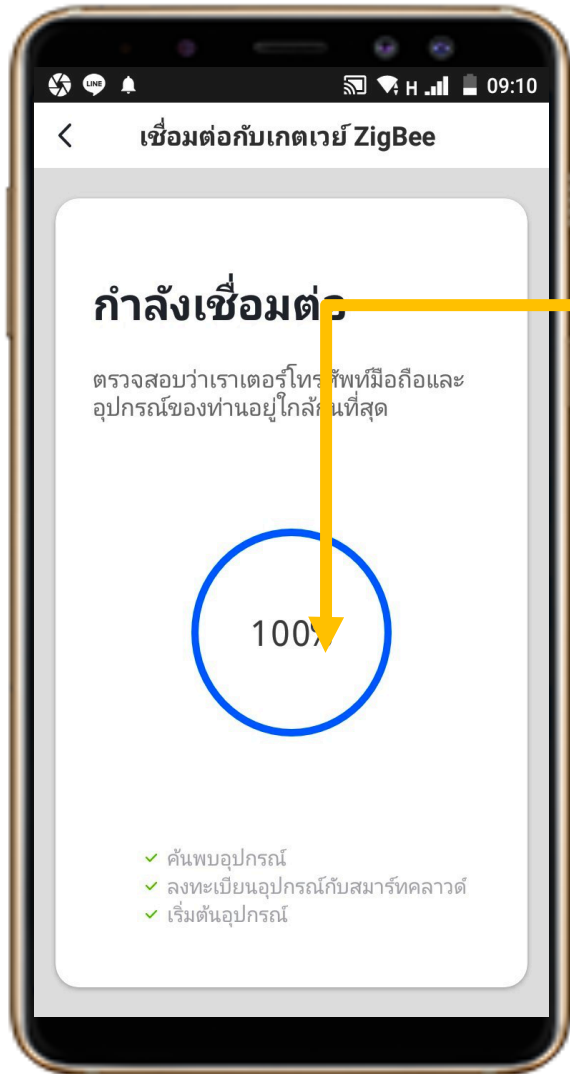 LINE
H
09:10
เชื่อมต่อกับเกตเวย์ ZigBee
กำลังเชื่อมต่อ
ตรวจสอบว่าเราเตอร์โทรศัพท์มือถือและ
อุปกรณ์ของท่านอยู่ใกล้กันที่สุด
100%
ค้นพบอุปกรณ์
ลงทะเบียนอุปกรณ์กับสมาร์ทคลาวด์
เริ่มต้นอุปกรณ์